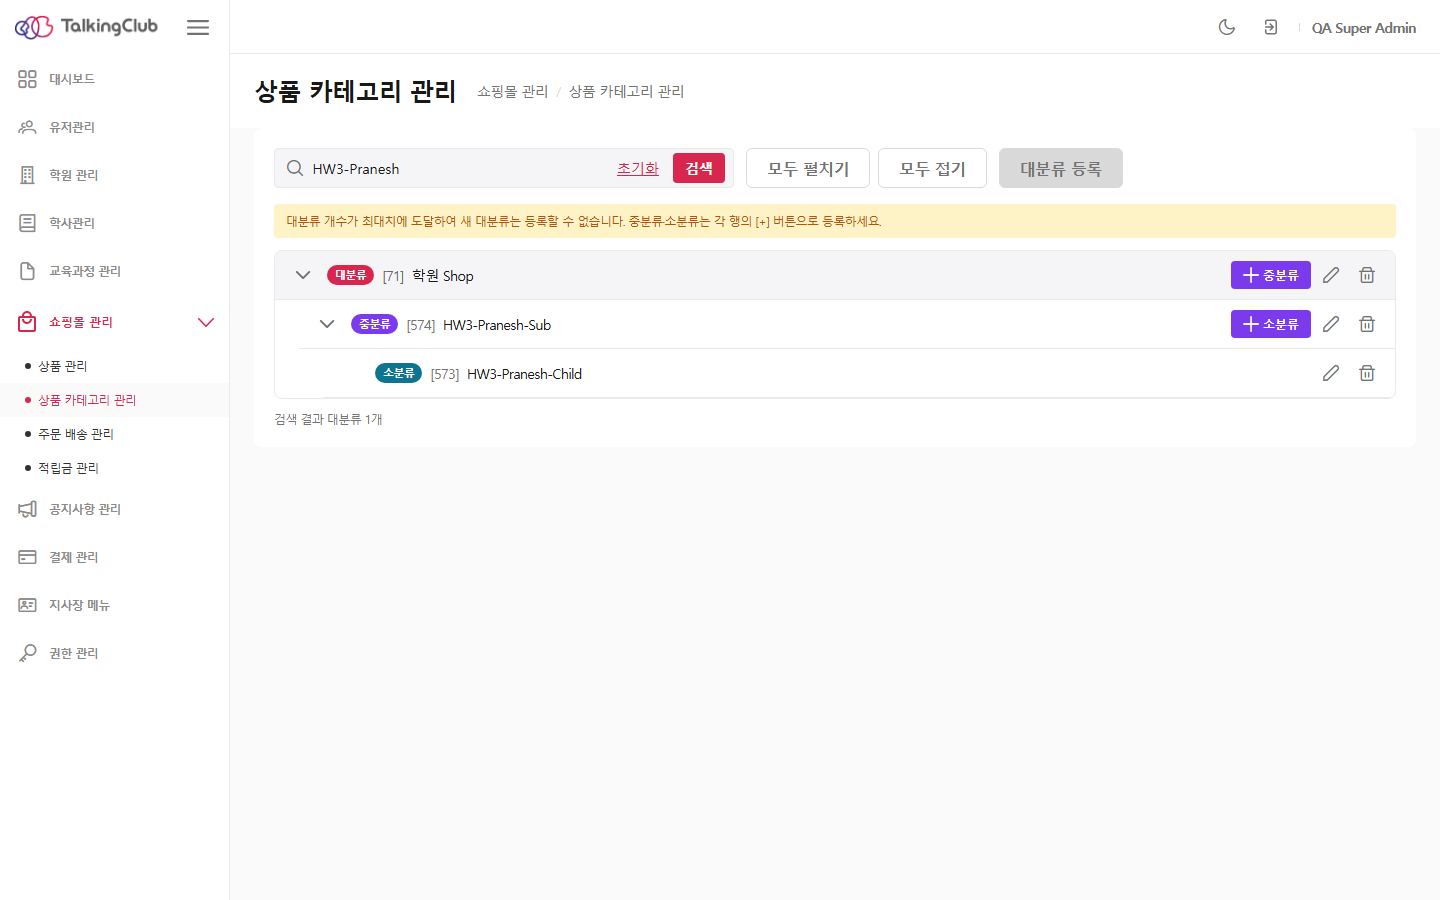 TalkingClub
QA Super Admin
대시보드
유저관리
학원 관리
학사관리
교육과정 관리
쇼핑몰 관리
상품 관리
상품 카테고리 관리
주문 배송 관리
적립금 관리
공지사항 관리
결제 관리
지사장 메뉴
권한 관리
상품 카테고리 관리
쇼핑몰 관리 / 상품 카테고리 관리
HW3-Pranesh 초기화 검색 모두 펼치기 모두 접기 대분류 등록
대분류 개수가 최대치에 도달하여 새 대분류는 등록할 수 없습니다. 중분류·소분류는 각 행의 [+] 버튼으로 등록하세요.
대분류 [71] 학원 Shop 중분류
중분류 [574] HW3-Pranesh-Sub 소분류
소분류 [573] HW3-Pranesh-Child
검색 결과 대분류 1개